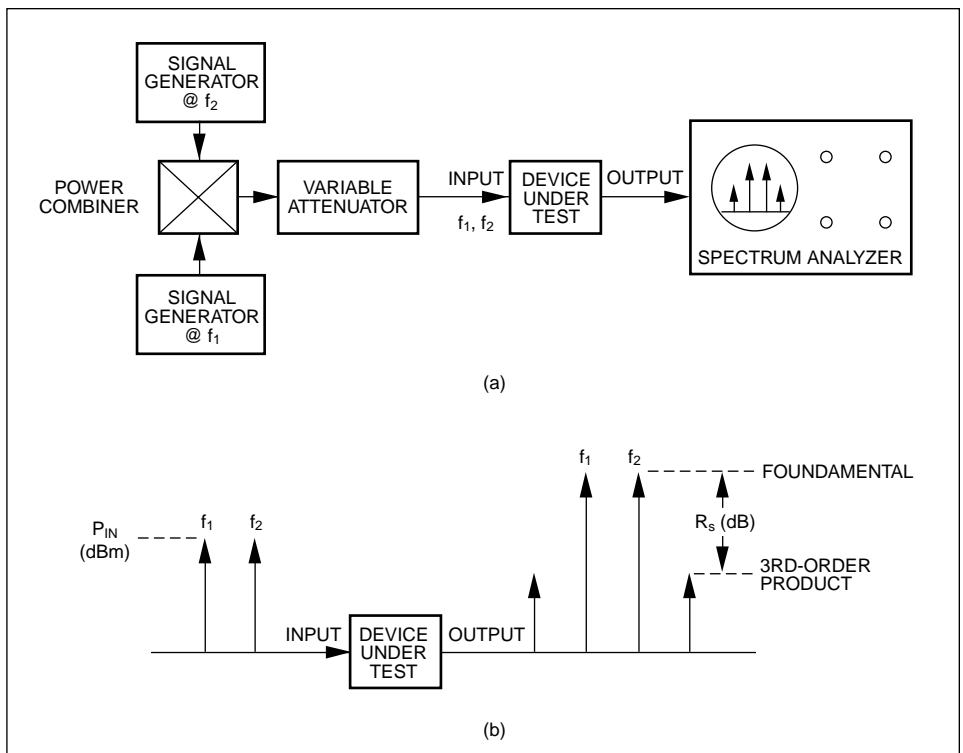 SIGNAL
GENERATOR
@ f2
POWER
COMBINER
VARIABLE
ATTENUATOR
INPUT
f1, f2
DEVICE
UNDER
TEST
OUTPUT
SPECTRUM ANALYZER
SIGNAL
GENERATOR
@ f1
(a)
PIN
(dBm)
f1
f2
INPUT
DEVICE
UNDER
TEST
OUTPUT
f1
f2
FOUNDAMENTAL
Rs (dB)
3RD-ORDER
PRODUCT
(b)